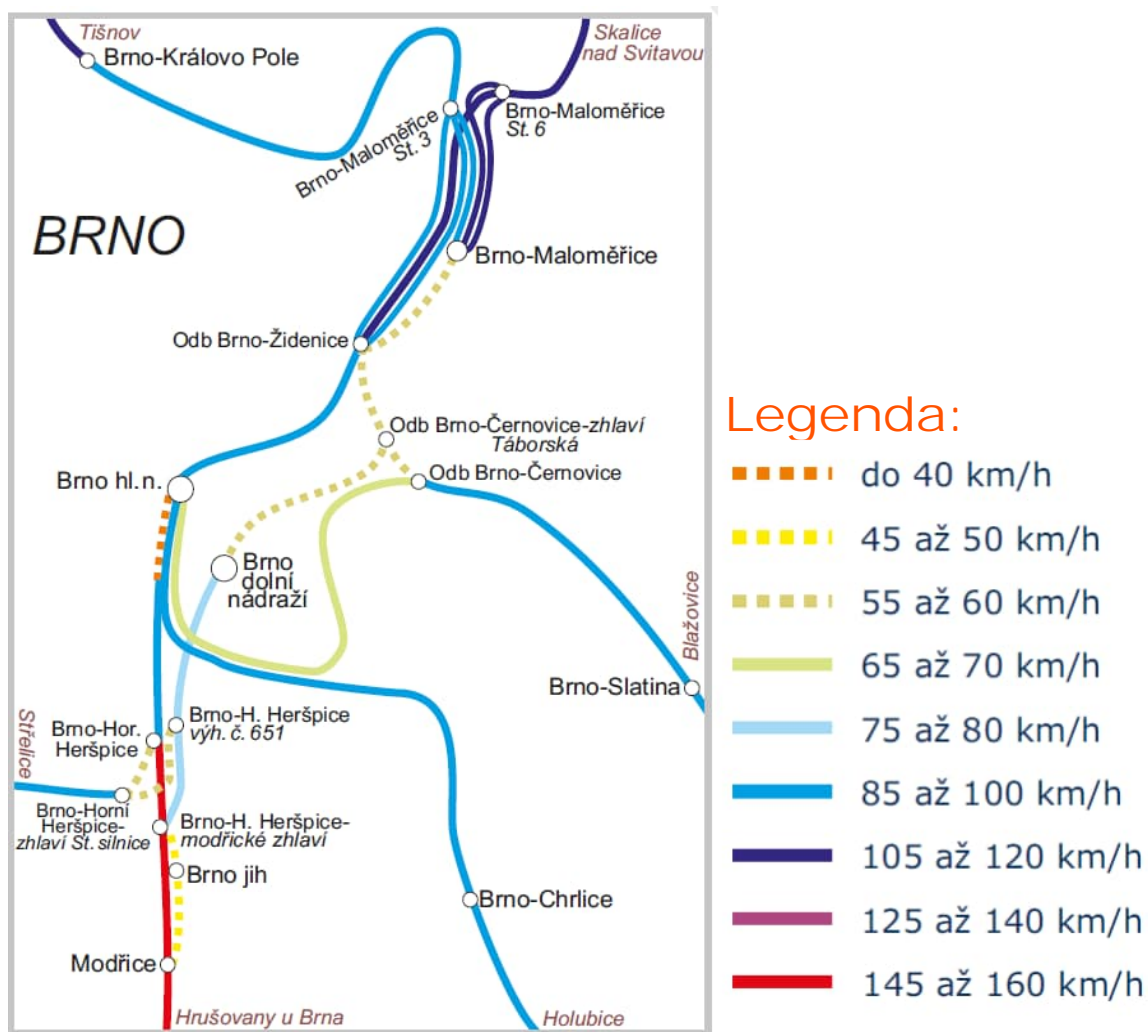 Tišnov
Brno-Královo Pole
Skalice
nad Svitavou
Brno-Maloměřice
St. 3
Brno-Maloměřice
St. 6
BRNO
Brno-Maloměřice
Odb Brno-Židenice
Odb Brno-Černovice-zhlaví
Táborská
Odb Brno-Černovice
Brno hl.n.
Brno
dolní
nádraží
Blažovice
Brno-Slatina
Střelice
Brno-Hor.
Heršpice
Brno-H. Heršpice
výh. č. 651
Brno-Horní
Heršpice-
zhlaví St. silnice
Brno-H. Heršpice-
modřické zhlaví
Brno jih
Brno-Chrlice
Modřice
Hrušovany u Brna
Holubice
Legenda:
do 40 km/h
45 až 50 km/h
55 až 60 km/h
65 až 70 km/h
75 až 80 km/h
85 až 100 km/h
105 až 120 km/h
125 až 140 km/h
145 až 160 km/h